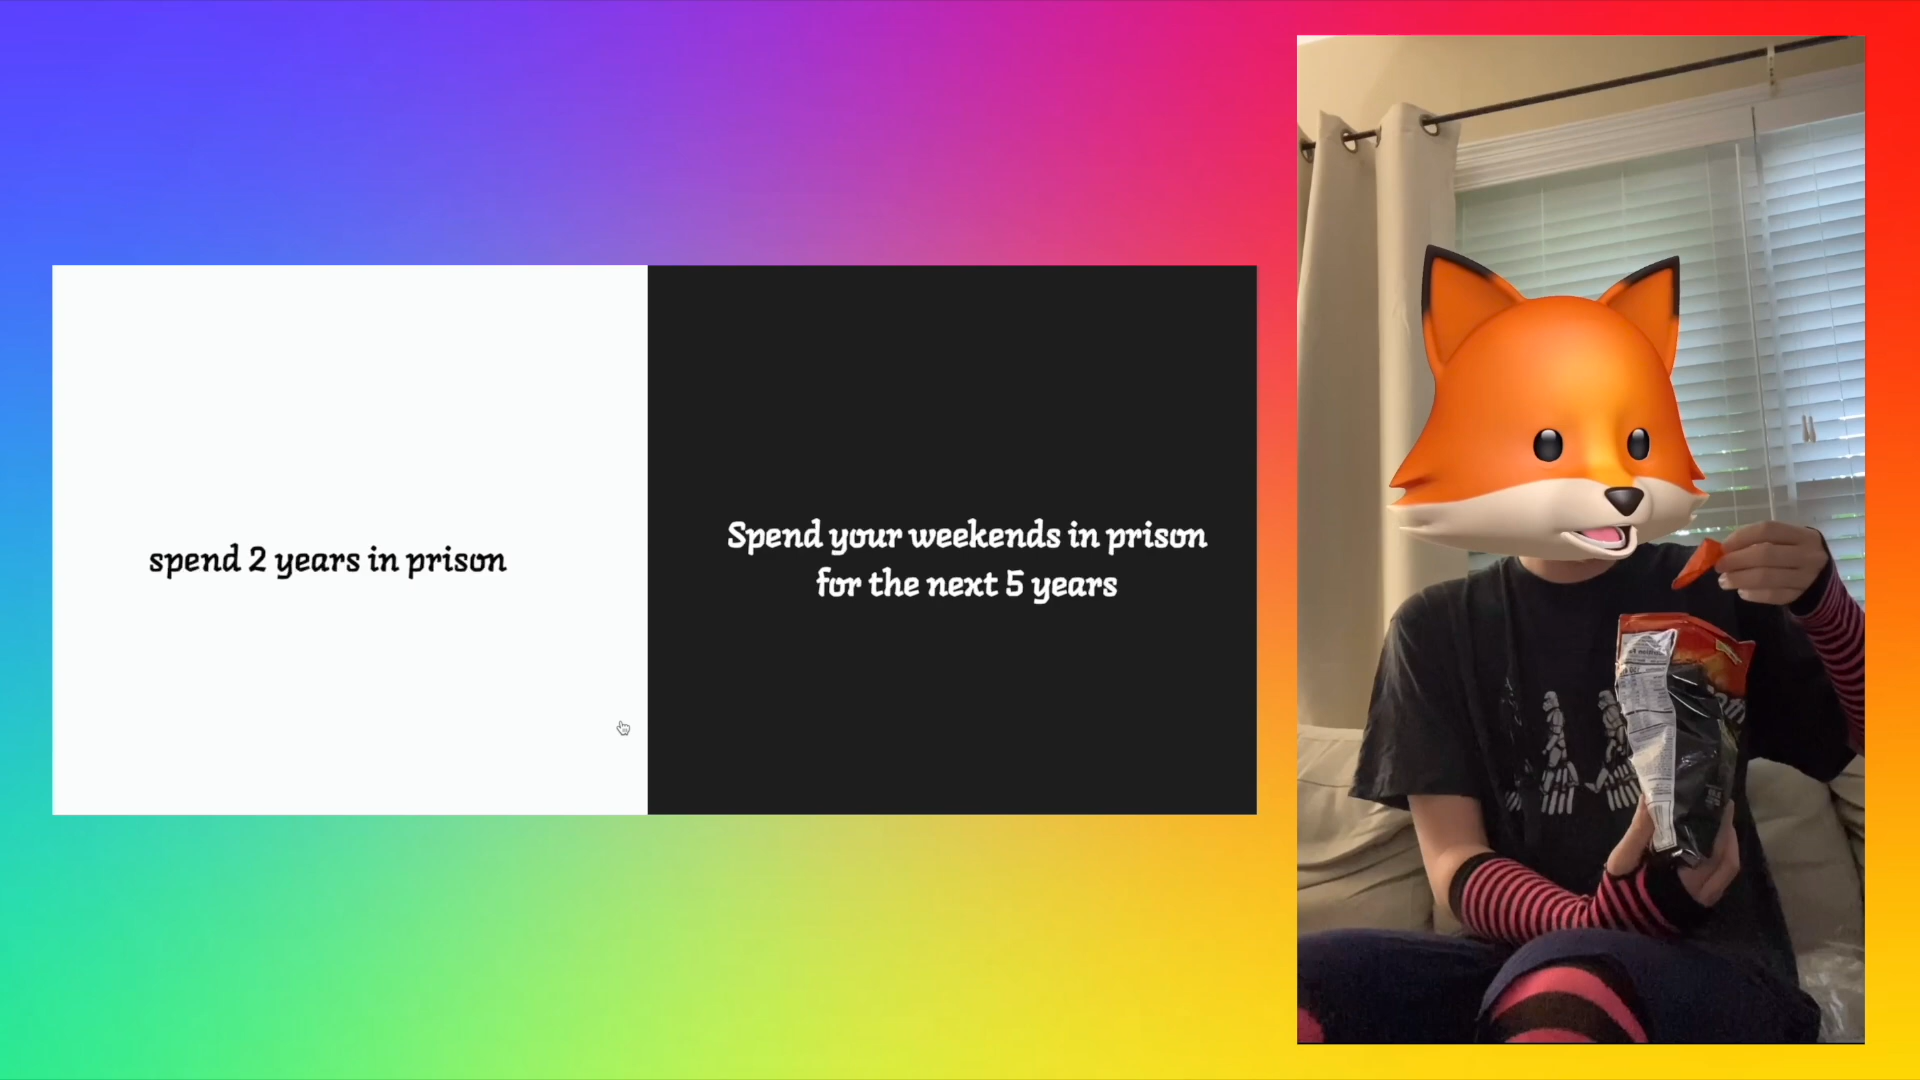 spend 2 years in prison
Spend your weekends in prison
for the next 5 years